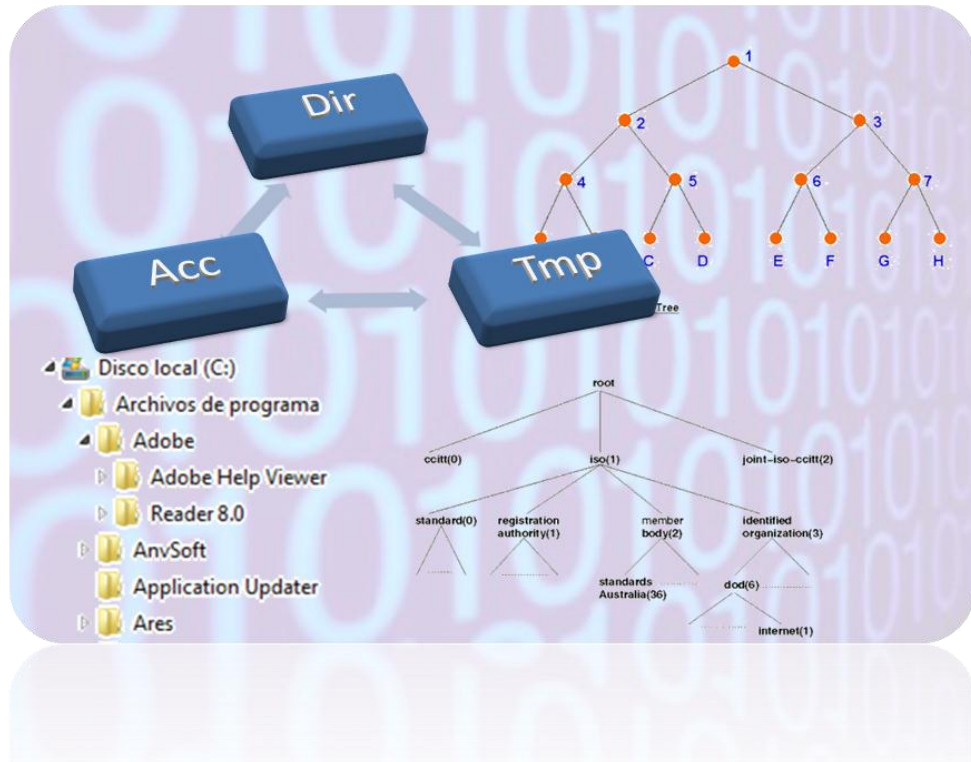 Dir
Acc
Tmp
1
2
3
4
5
6
7
C
D
E
F
G
H
Tree
Disco local (C:)
Archivos de programa
Adobe
Adobe Help Viewer
Reader 8.0
AnvSoft
Application Updater
Ares
root
ccitt(0)
iso(1)
joint-iso-ccitt(2)
standard(0)
registration
authority(1)
member
body(2)
identified
organization(3)
standards
Australia(36)
dod(6)
internet(1)